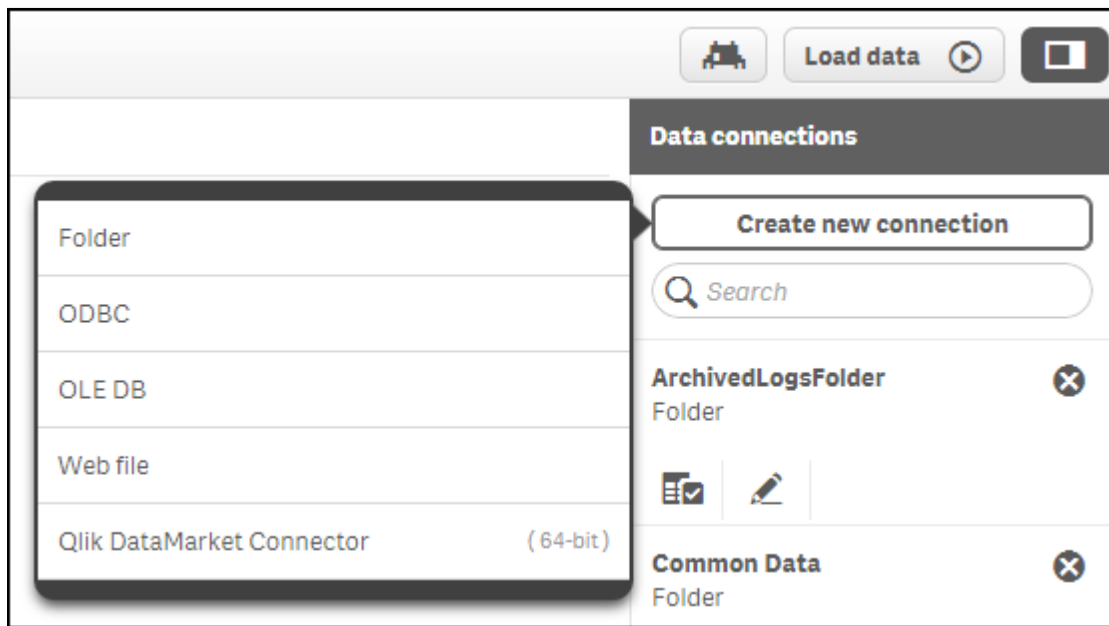 Load data
Data connections
Create new connection
Search
Folder
ODBC
OLE DB
Web file
Qlik DataMarket Connector (64-bit)
ArchivedLogsFolder
Folder
Common Data
Folder